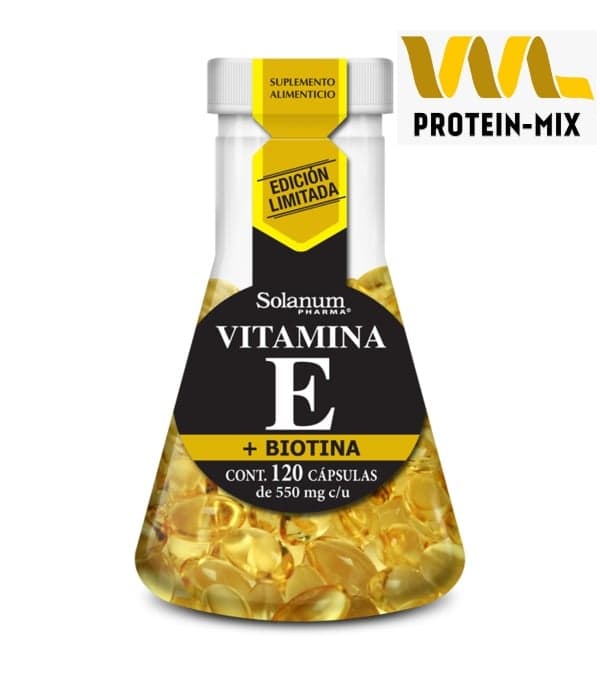 SUPLEMENTO
ALIMENTICIO
PROTEIN-MIX
EDICIÓN
LIMITADA
Solanum
PHARMA®
VITAMINA
E
+ BIOTINA
CONT. 120 CÁPSULAS
de 550 mg c/u